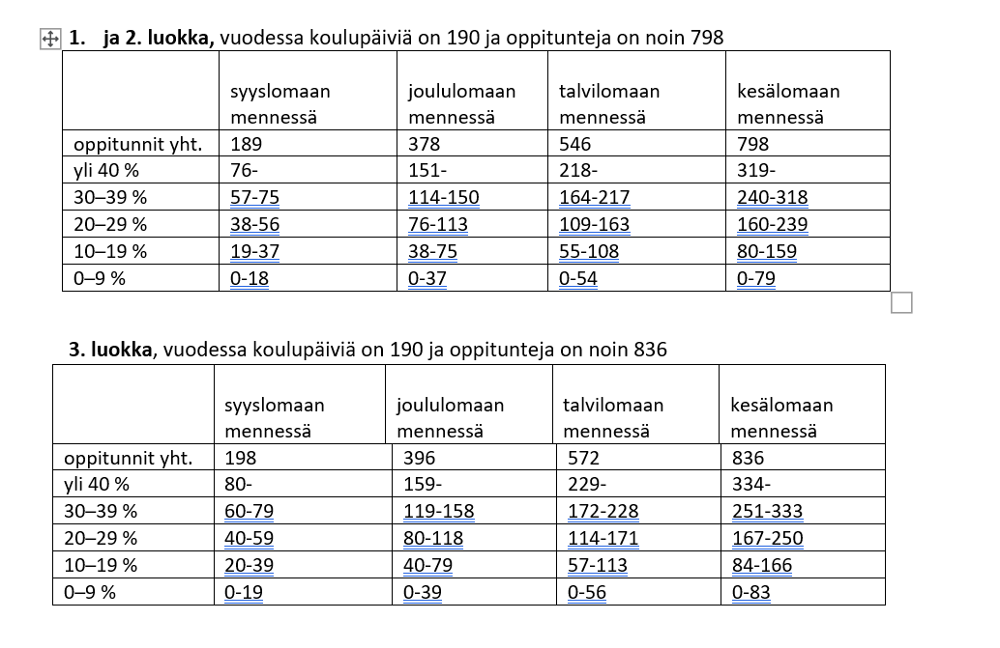 1. ja 2. luokka, vuodessa koulupäiviä on 190 ja oppitunteja on noin 798
syyslomaan mennessä joululomaan mennessä talvilomaan mennessä kesälomaan mennessä
oppitunnit yht. 189 378 546 798
yli 40 % 76- 151- 218- 319-
30–39 % 57-75 114-150 164-217 240-318
20–29 % 38-56 76-113 109-163 160-239
10–19 % 19-37 38-75 55-108 80-159
0–9 % 0-18 0-37 0-54 0-79
3. luokka, vuodessa koulupäiviä on 190 ja oppitunteja on noin 836
syyslomaan mennessä joululomaan mennessä talvilomaan mennessä kesälomaan mennessä
oppitunnit yht. 198 396 572 836
yli 40 % 80- 159- 229- 334-
30–39 % 60-79 119-158 172-228 251-333
20–29 % 40-59 80-118 114-171 167-250
10–19 % 20-39 40-79 57-113 84-166
0–9 % 0-19 0-39 0-56 0-83